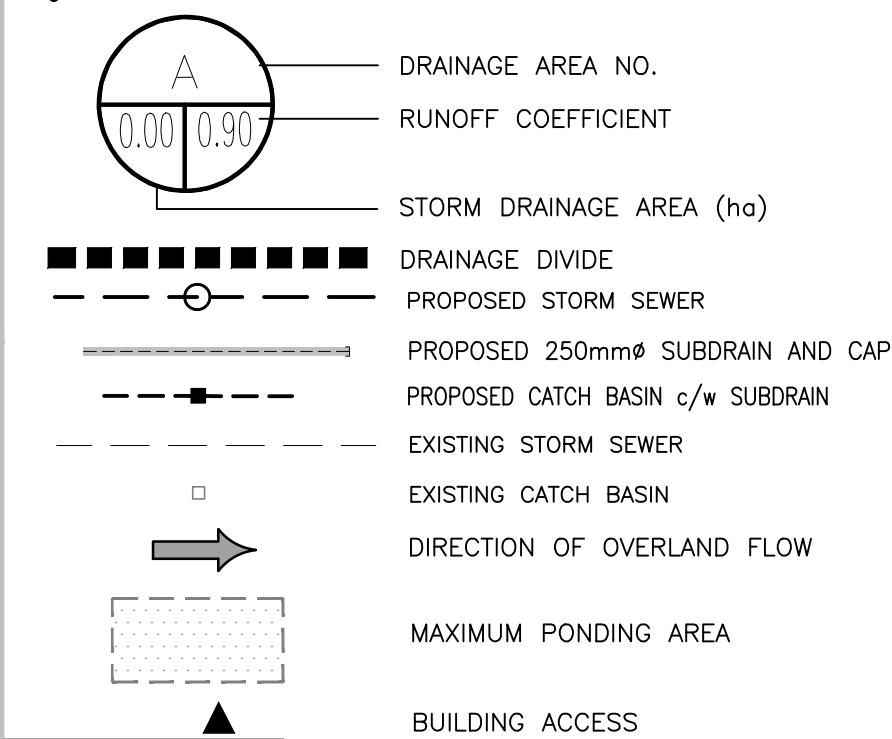 A
DRAINAGE AREA NO.
0.00 0.90
RUNOFF COEFFICIENT
STORM DRAINAGE AREA (ha)
DRAINAGE DIVIDE
PROPOSED STORM SEWER
PROPOSED 250mmø SUBDRAIN AND CAP
PROPOSED CATCH BASIN c/w SUBDRAIN
EXISTING STORM SEWER
EXISTING CATCH BASIN
DIRECTION OF OVERLAND FLOW
MAXIMUM PONDING AREA
BUILDING ACCESS